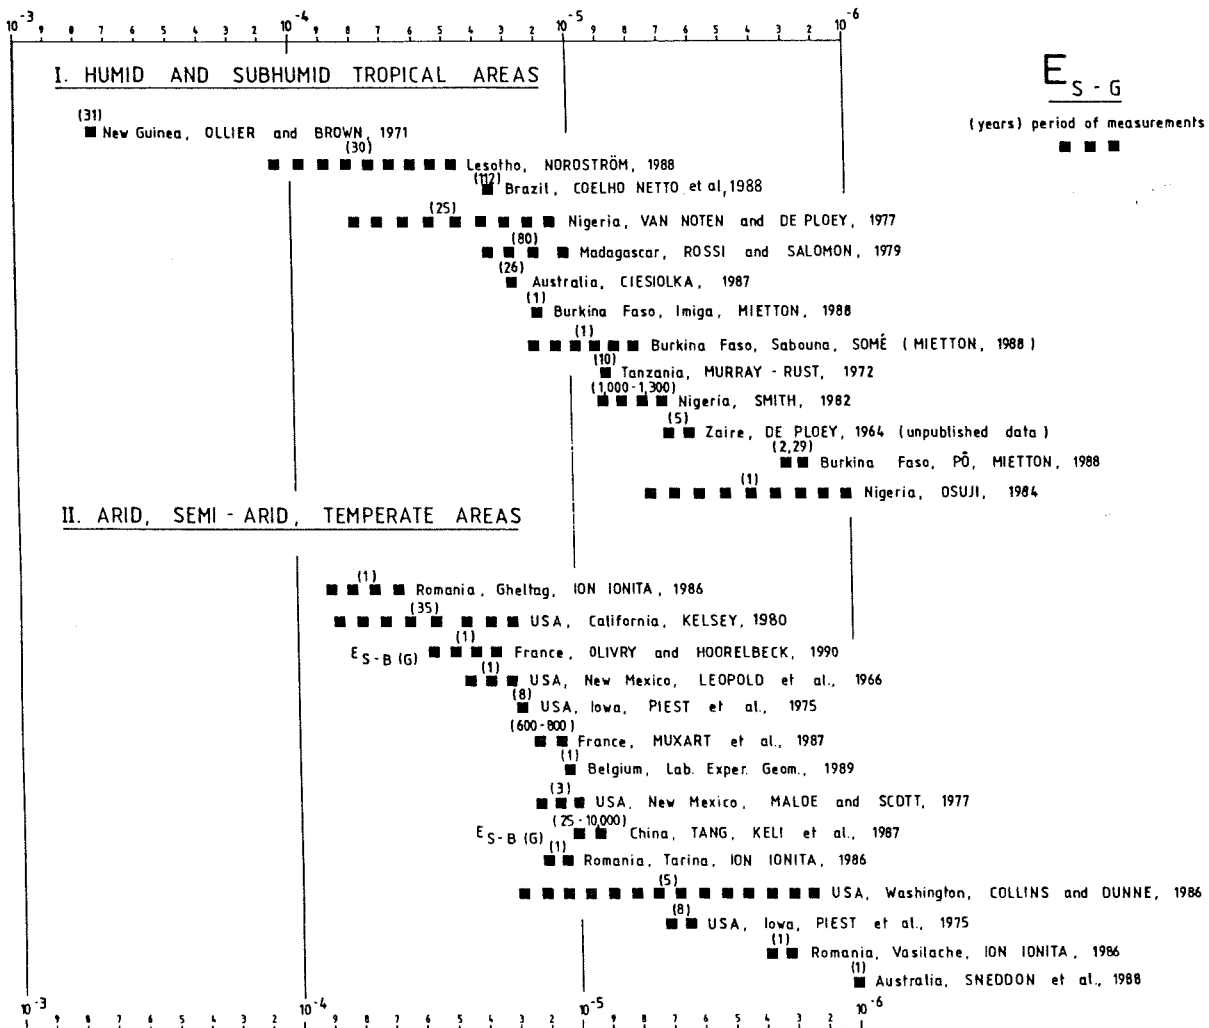 10-3 10-4 10-5 10-6
9 8 7 6 5 4 3 2 9 8 7 6 5 4 3 2 9 8 7 6 5 4 3 2
I. HUMID AND SUBHUMID TROPICAL AREAS
E S - G
(years) period of measurements
(31)
New Guinea, OLLIER and BROWN, 1971
(30)
Lesotho, NORDSTRÖM, 1988
(112)
Brazil, COELHO NETTO et al, 1988
(25)
Nigeria, VAN NOTEN and DE PLOEY, 1977
(80)
Madagascar, ROSSI and SALOMON, 1979
(26)
Australia, CIESIOLKA, 1987
(1)
Burkina Faso, Imiga, MIETTON, 1988
(1)
Burkina Faso, Sabouna, SOMÉ (MIETTON, 1988)
(10)
Tanzania, MURRAY - RUST, 1972
(1,000 - 1,300)
Nigeria, SMITH, 1982
(5)
Zaire, DE PLOEY, 1964 (unpublished data)
(2,29)
Burkina Faso, PÔ, MIETTON, 1988
(1)
Nigeria, OSUJI, 1984
II. ARID, SEMI - ARID, TEMPERATE AREAS
(1)
Romania, Gheltag, ION IONITA, 1986
(35)
USA, California, KELSEY, 1980
(1)
E S-B (G) France, OLIVRY and HOORELBECK, 1990
(1)
USA, New Mexico, LEOPOLD et al., 1966
(8)
USA, Iowa, PIEST et al., 1975
(600 - 800)
France, MUXART et al., 1987
(1)
Belgium, Lab. Exper. Geom., 1989
(3)
USA, New Mexico, MALOE and SCOTT, 1977
(25 - 10,000)
E S-B (G) China, TANG, KELI et al., 1987
(1)
Romania, Tarina, ION IONITA, 1986
(5)
USA, Washington, COLLINS and DUNNE, 1986
(8)
USA, Iowa, PIEST et al., 1975
(1)
Romania, Vasilache, ION IONITA, 1986
(1)
Australia, SNEDDON et al., 1988
10-3 10-4 10-5 10-6
9 8 7 6 5 4 3 2 9 8 7 6 5 4 3 2 9 8 7 6 5 4 3 2